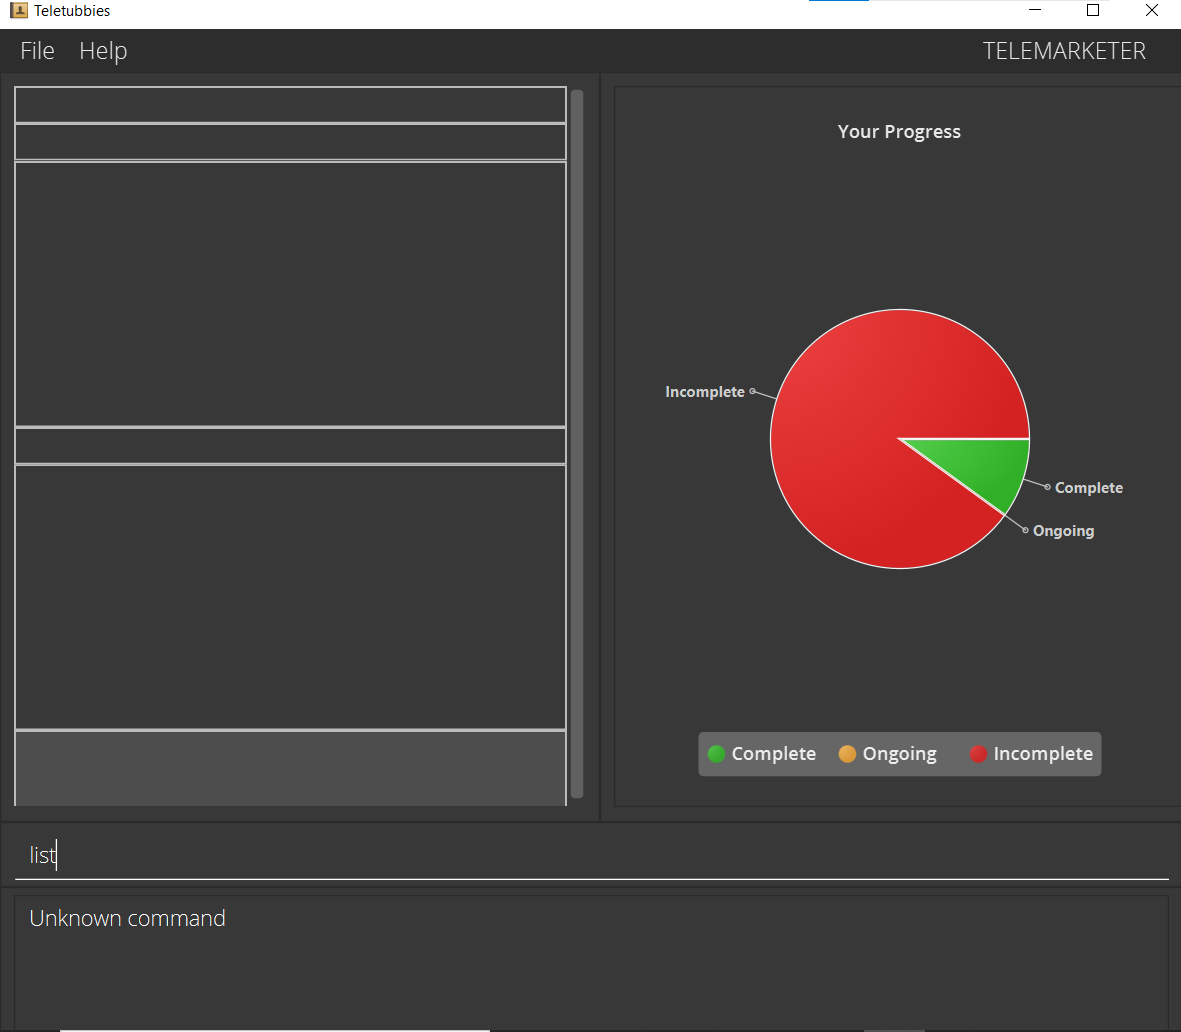 Teletubbies
File Help TELEMARKETER
Your Progress
Incomplete
Complete
Ongoing
Complete Ongoing Incomplete
list
Unknown command